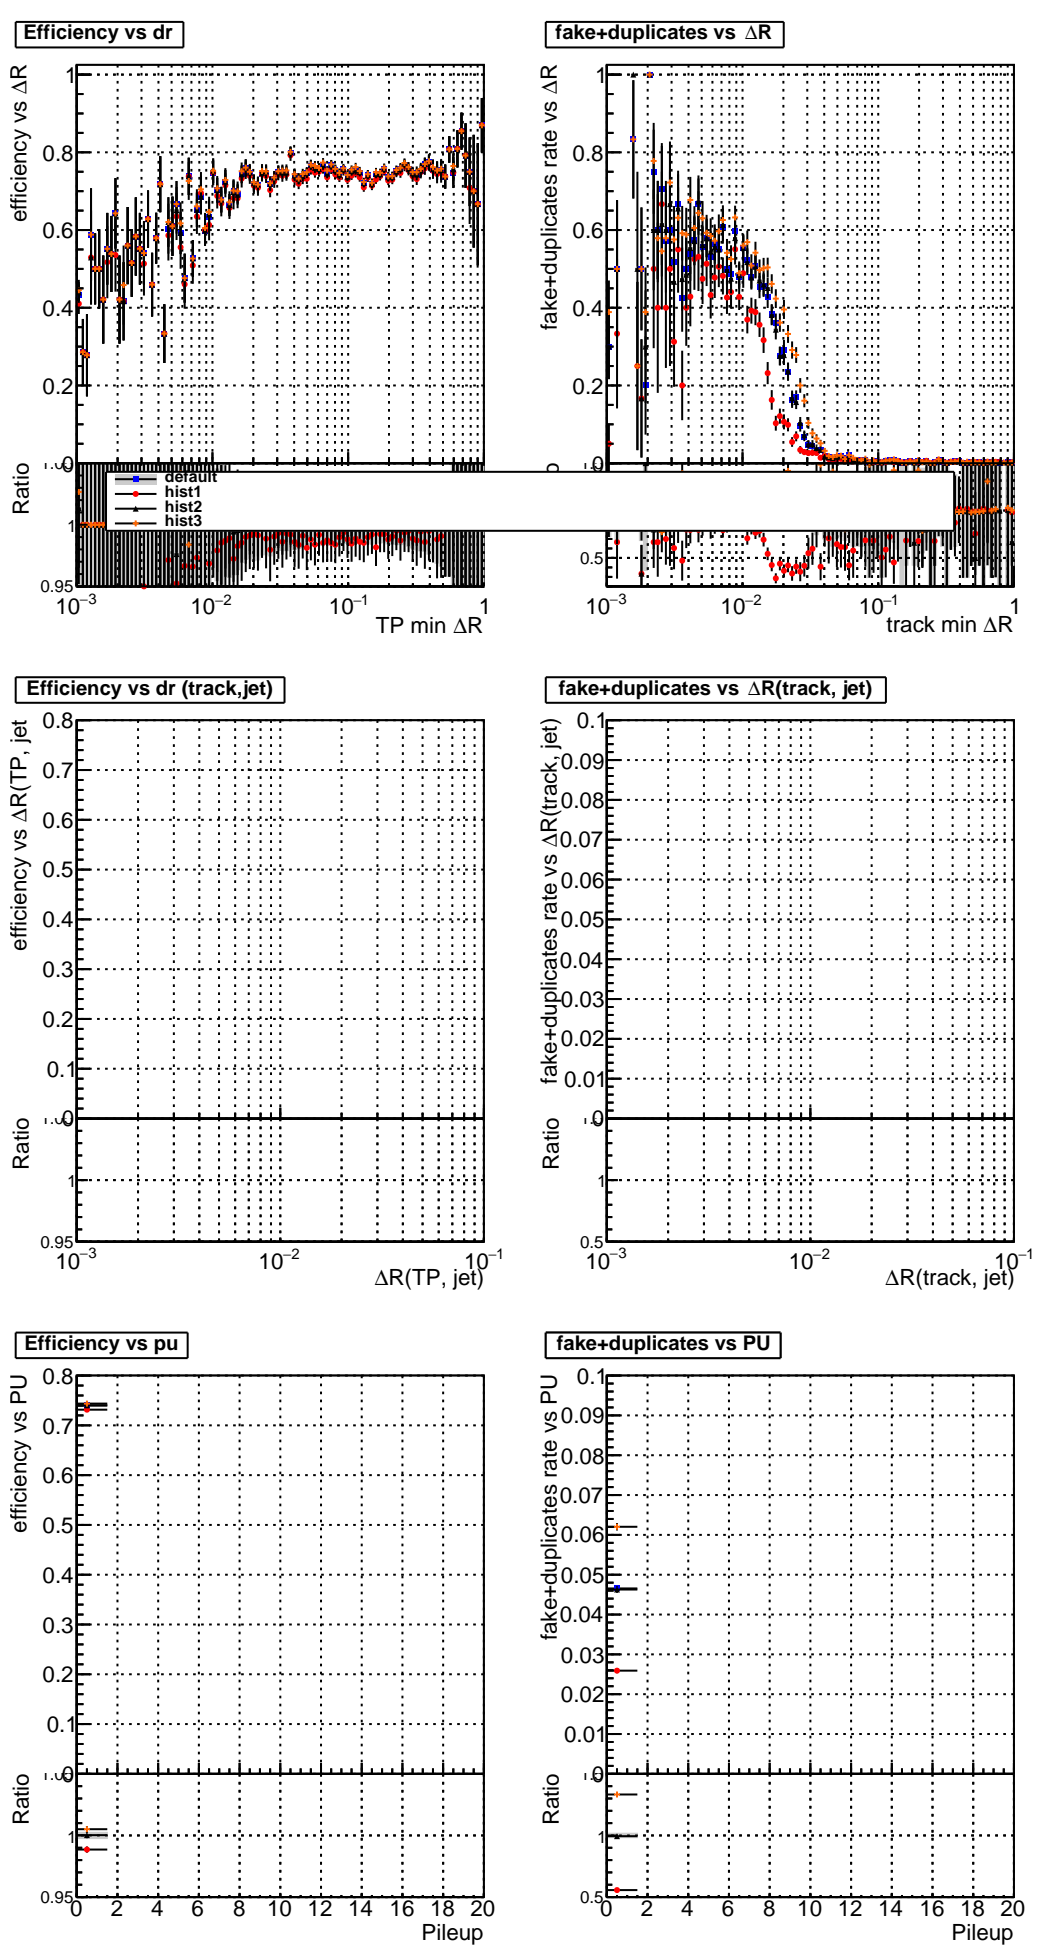 Efficiency vs dr
fake+duplicates vs ΔR
efficiency vs ΔR
1
0.8
0.6
0.4
0.2
0
fake+duplicates rate vs ΔR
1
0.8
0.6
0.4
0.2
0
default
hist1
hist2
hist3
Ratio
1
0.95
10⁻³
10⁻²
10⁻¹
1
TP min ΔR
0.5
10⁻³
10⁻²
10⁻¹
1
track min ΔR
Efficiency vs dr (track,jet)
fake+duplicates vs ΔR(track, jet)
efficiency vs ΔR(TP, jet
0.8
0.7
0.6
0.5
0.4
0.3
0.2
0.1
0
fake+duplicates rate vs ΔR(track, jet)
0.1
0.09
0.08
0.07
0.06
0.05
0.04
0.03
0.02
0.01
0
Ratio
1
0.95
10⁻³
10⁻²
10⁻¹
ΔR(TP, jet)
Ratio
1
0.5
10⁻³
10⁻²
10⁻¹
ΔR(track, jet)
Efficiency vs pu
fake+duplicates vs PU
efficiency vs PU
0.8
0.7
0.6
0.5
0.4
0.3
0.2
0.1
0
fake+duplicates rate vs PU
0.1
0.09
0.08
0.07
0.06
0.05
0.04
0.03
0.02
0.01
0
Ratio
1
0.95
0 2 4 6 8 10 12 14 16 18 20
Pileup
Ratio
1
0.5
0 2 4 6 8 10 12 14 16 18 20
Pileup